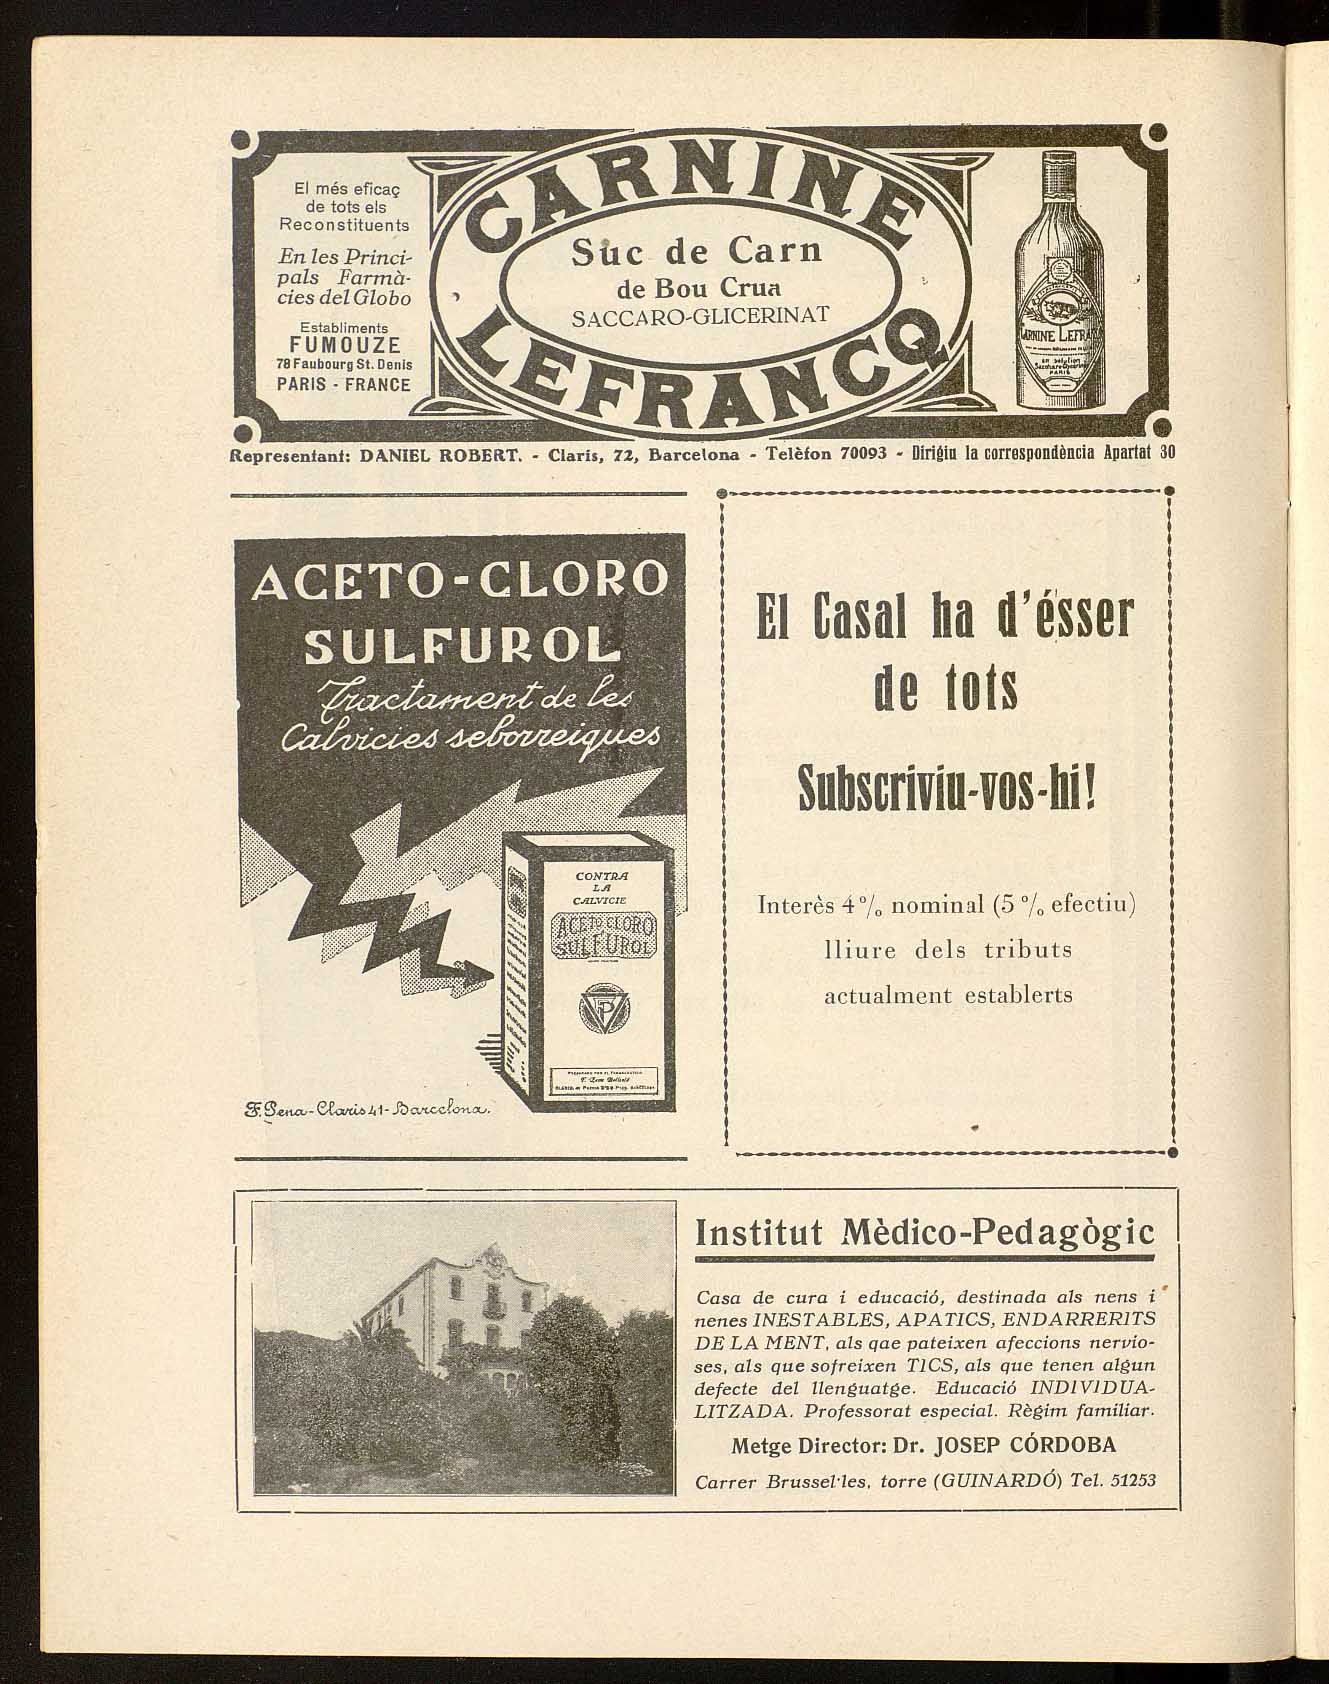 El més eficaç
de tots els
Reconstituents
En les Princi-
pals Farmà-
cies del Globo
Establiments
FUMOUZE
78 Faubourg St. Denis
PARIS - FRANCE
CARNINE
Suc de Carn
de Bou Crua
SACCARO-GLICERINAT
LEFRANCQ
Representant: DANIEL ROBERT. - Claris, 72, Barcelona - Telèfon 70093 - Dirigiu la correspondència Apartat 30
ACETO-CLORO
SULFUROL
Tractament de les
Calvicies seborreiques
CONTRA
LA
CALVICIE
ACETO CLORO
SULFUROL
F. Pena - Claris 41 - Barcelona.
El Casal ha d'ésser
de tots
Subscriviu-vos-hi!
Interès 4 % nominal (5 % efectiu)
lliure dels tributs
actualment establerts
Institut Mèdico-Pedagògic
Casa de cura i educació, destinada als nens i
nenes INESTABLES, APATICS, ENDARRERITS
DE LA MENT, als que pateixen afeccions nervio-
ses, als que sofreixen TICS, als que tenen algun
defecte del llenguatge. Educació INDIVIDUA-
LITZADA. Professorat especial. Règim familiar.
Metge Director: Dr. JOSEP CÓRDOBA
Carrer Brussel·les, torre (GUINARDÓ) Tel. 51253